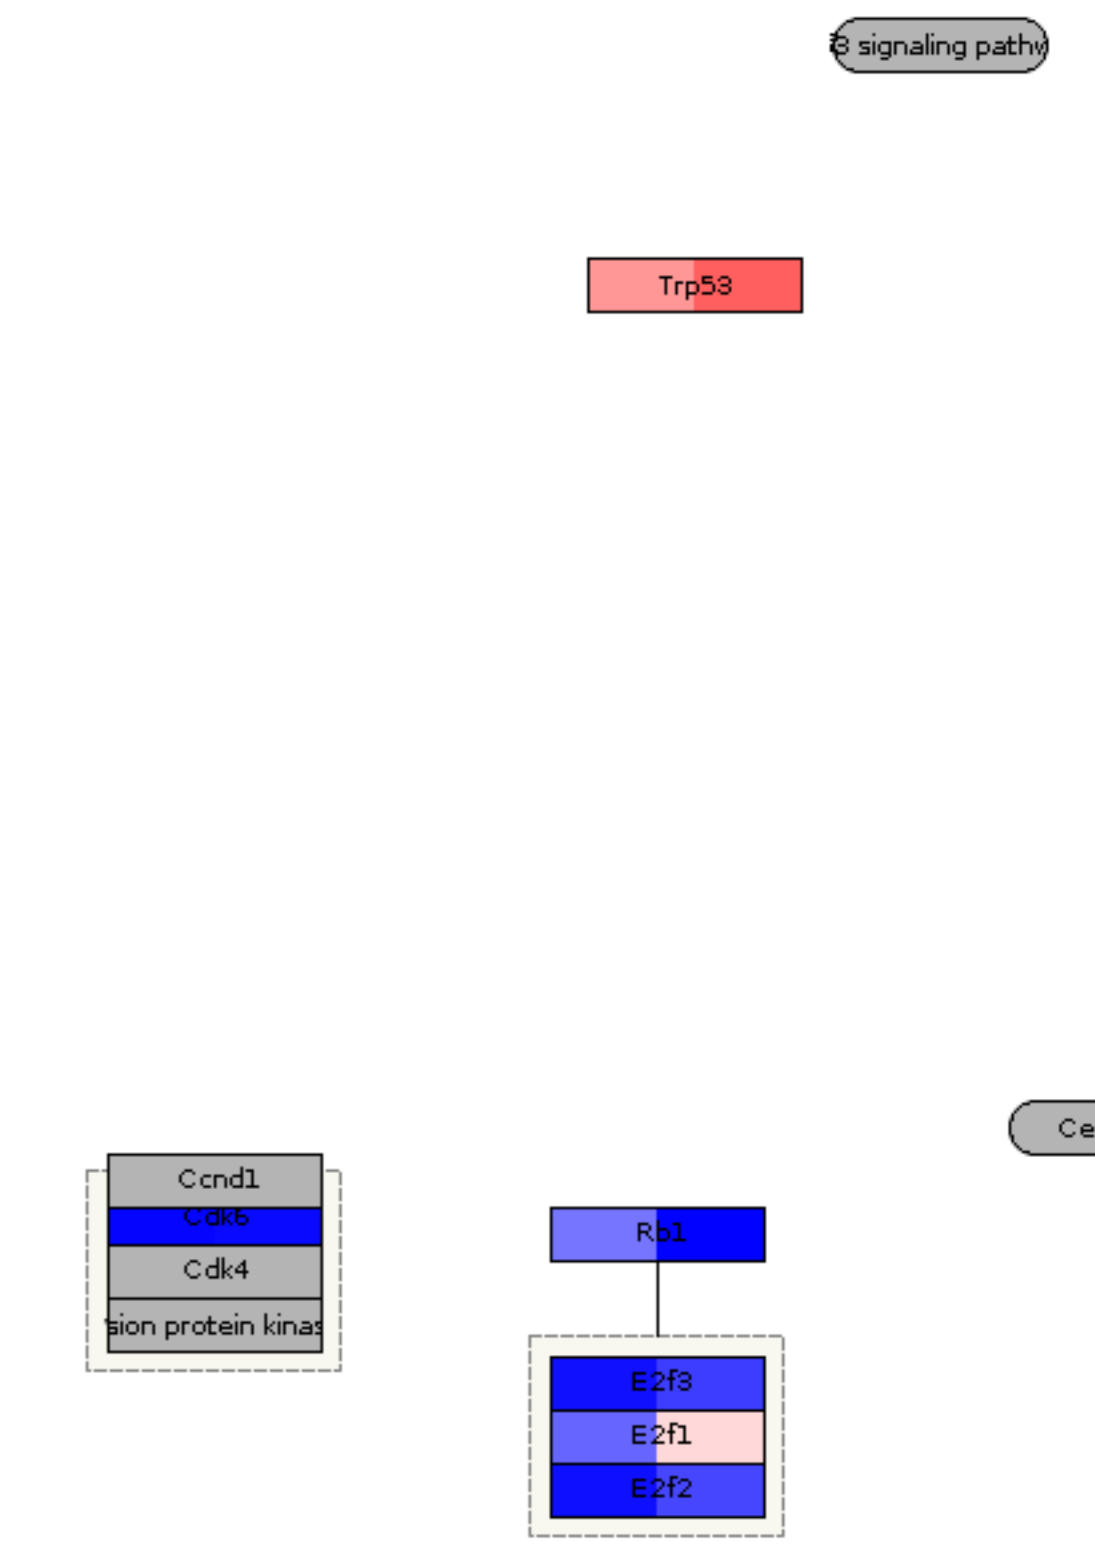 3 signaling pathw
Trp53
Ce
Ccnd1
Cdk6
Cdk4
sion protein kinas
Rb1
E2f3
E2f1
E2f2